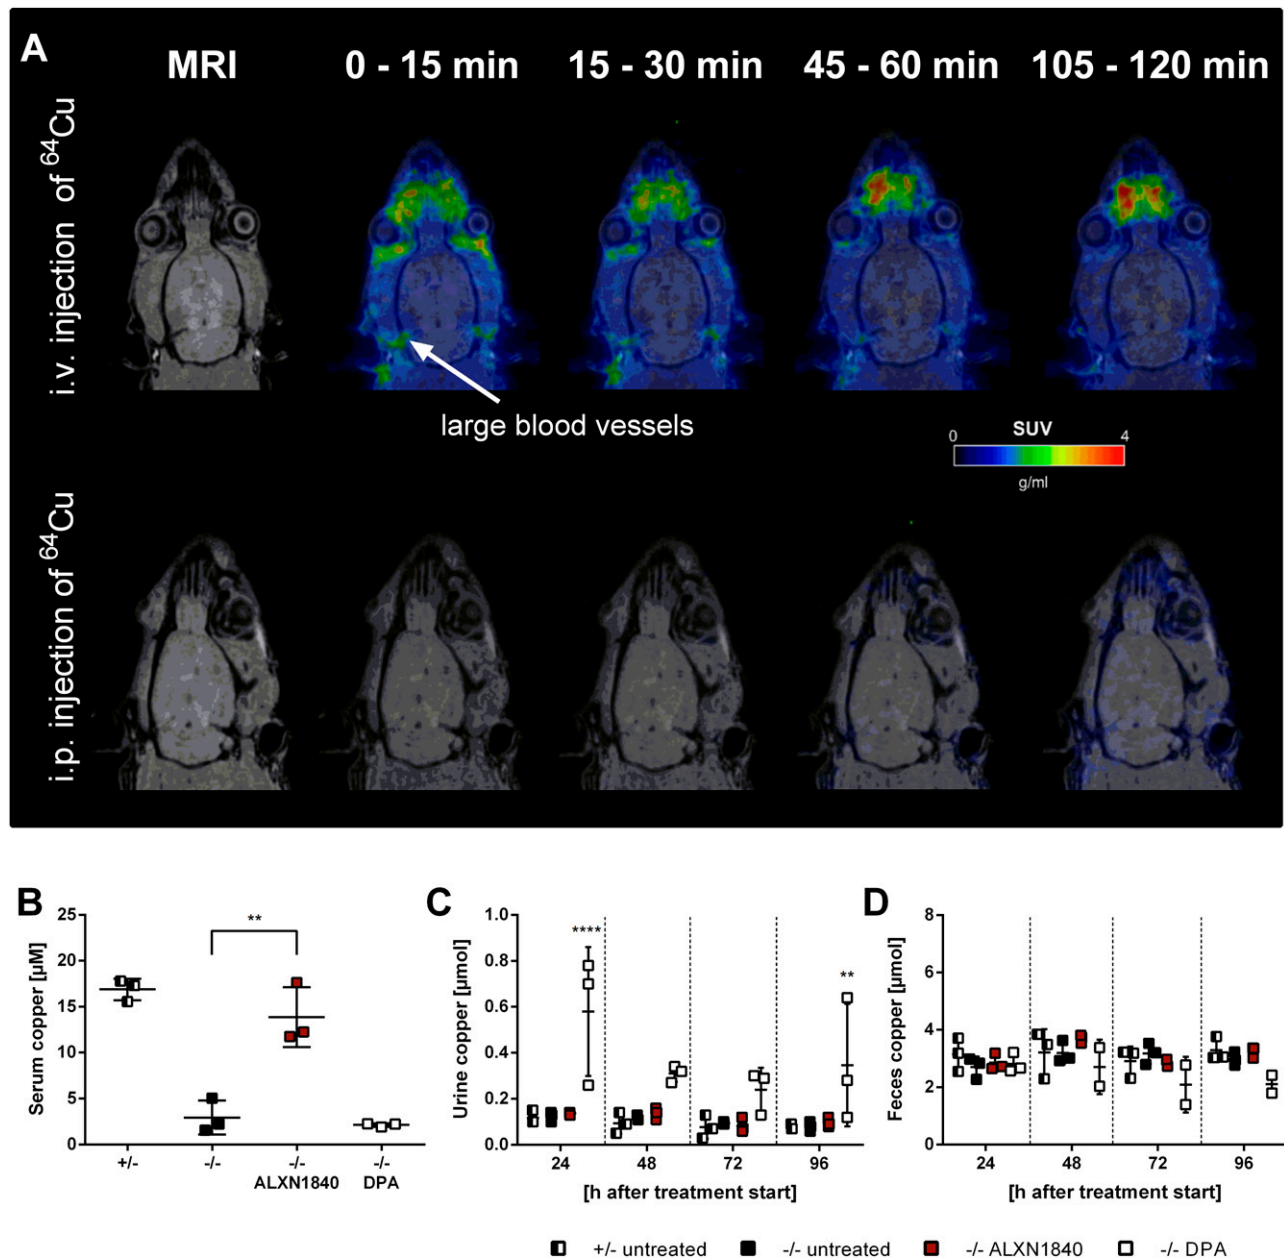 A
MRI
0 - 15 min
15 - 30 min
45 - 60 min
105 - 120 min
i.v. injection of ⁶⁴Cu
large blood vessels
SUV
0
4
g/ml
i.p. injection of ⁶⁴Cu
B
Serum copper [µM]
25
20
15
10
5
0
**
+/-
-/-
-/-
ALXN1840
-/-
DPA
C
Urine copper [µmol]
1.0
0.8
0.6
0.4
0.2
0.0
****
**
24
48
72
96
[h after treatment start]
D
Feces copper [µmol]
8
6
4
2
0
24
48
72
96
[h after treatment start]
+/- untreated
-/- untreated
-/- ALXN1840
-/- DPA